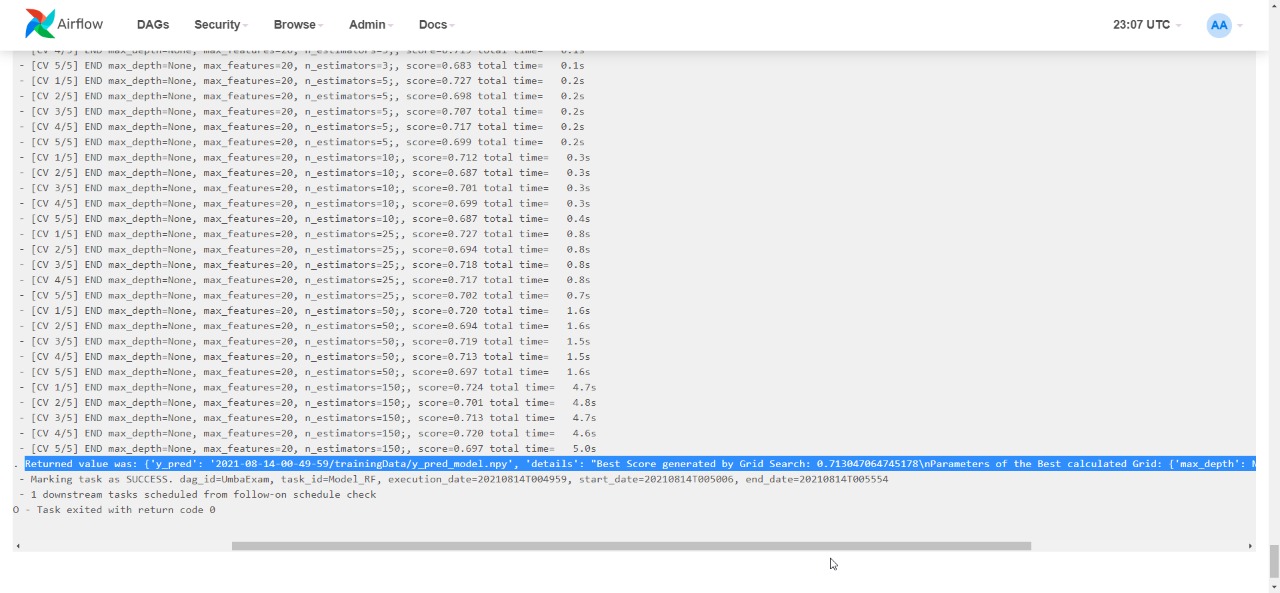 Airflow DAGs Security Browse Admin Docs 23:07 UTC AA
- [CV 4/5] END max_depth=None, max_features=20, n_estimators=3;, score=0.715 total time= 0.1s
- [CV 5/5] END max_depth=None, max_features=20, n_estimators=3;, score=0.683 total time= 0.1s
- [CV 1/5] END max_depth=None, max_features=20, n_estimators=5;, score=0.727 total time= 0.2s
- [CV 2/5] END max_depth=None, max_features=20, n_estimators=5;, score=0.698 total time= 0.2s
- [CV 3/5] END max_depth=None, max_features=20, n_estimators=5;, score=0.707 total time= 0.2s
- [CV 4/5] END max_depth=None, max_features=20, n_estimators=5;, score=0.717 total time= 0.2s
- [CV 5/5] END max_depth=None, max_features=20, n_estimators=5;, score=0.699 total time= 0.2s
- [CV 1/5] END max_depth=None, max_features=20, n_estimators=10;, score=0.712 total time= 0.3s
- [CV 2/5] END max_depth=None, max_features=20, n_estimators=10;, score=0.687 total time= 0.3s
- [CV 3/5] END max_depth=None, max_features=20, n_estimators=10;, score=0.701 total time= 0.3s
- [CV 4/5] END max_depth=None, max_features=20, n_estimators=10;, score=0.699 total time= 0.3s
- [CV 5/5] END max_depth=None, max_features=20, n_estimators=10;, score=0.687 total time= 0.4s
- [CV 1/5] END max_depth=None, max_features=20, n_estimators=25;, score=0.727 total time= 0.8s
- [CV 2/5] END max_depth=None, max_features=20, n_estimators=25;, score=0.694 total time= 0.8s
- [CV 3/5] END max_depth=None, max_features=20, n_estimators=25;, score=0.718 total time= 0.8s
- [CV 4/5] END max_depth=None, max_features=20, n_estimators=25;, score=0.717 total time= 0.8s
- [CV 5/5] END max_depth=None, max_features=20, n_estimators=25;, score=0.702 total time= 0.7s
- [CV 1/5] END max_depth=None, max_features=20, n_estimators=50;, score=0.720 total time= 1.6s
- [CV 2/5] END max_depth=None, max_features=20, n_estimators=50;, score=0.694 total time= 1.6s
- [CV 3/5] END max_depth=None, max_features=20, n_estimators=50;, score=0.719 total time= 1.5s
- [CV 4/5] END max_depth=None, max_features=20, n_estimators=50;, score=0.713 total time= 1.5s
- [CV 5/5] END max_depth=None, max_features=20, n_estimators=50;, score=0.697 total time= 1.6s
- [CV 1/5] END max_depth=None, max_features=20, n_estimators=150;, score=0.724 total time= 4.7s
- [CV 2/5] END max_depth=None, max_features=20, n_estimators=150;, score=0.701 total time= 4.8s
- [CV 3/5] END max_depth=None, max_features=20, n_estimators=150;, score=0.713 total time= 4.7s
- [CV 4/5] END max_depth=None, max_features=20, n_estimators=150;, score=0.720 total time= 4.6s
- [CV 5/5] END max_depth=None, max_features=20, n_estimators=150;, score=0.697 total time= 5.0s
Returned value was: {'y_pred': '2021-08-14-00-49-59/trainingData/y_pred_model.npy', 'details': "Best Score generated by Grid Search: 0.713047064745178\nParameters of the Best calculated Grid: {'max_depth':
- Marking task as SUCCESS. dag_id=UmbaExam, task_id=Model_RF, execution_date=20210814T004959, start_date=20210814T005006, end_date=20210814T005554
- 1 downstream tasks scheduled from follow-on schedule check
O - Task exited with return code 0